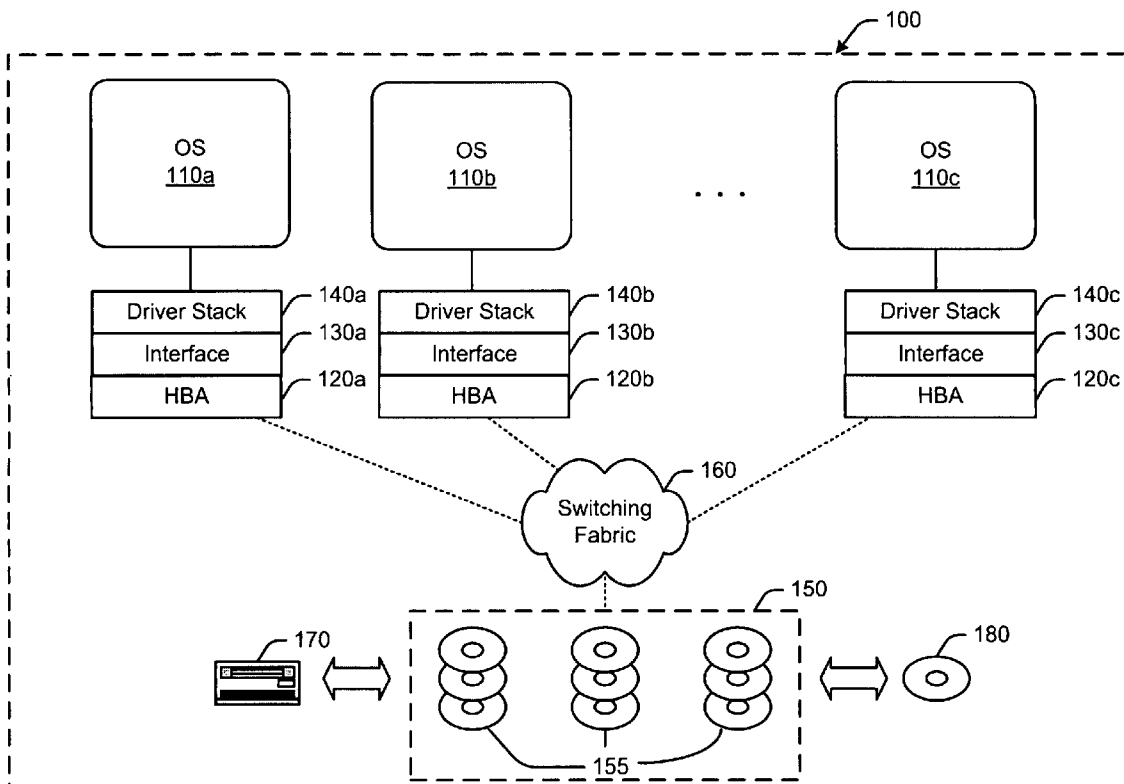 100
OS
110a
OS
110b
. . .
OS
110c
Driver Stack
140a
Driver Stack
140b
Driver Stack
140c
Interface
130a
Interface
130b
Interface
130c
HBA
120a
HBA
120b
HBA
120c
160
Switching
Fabric
150
170
180
155